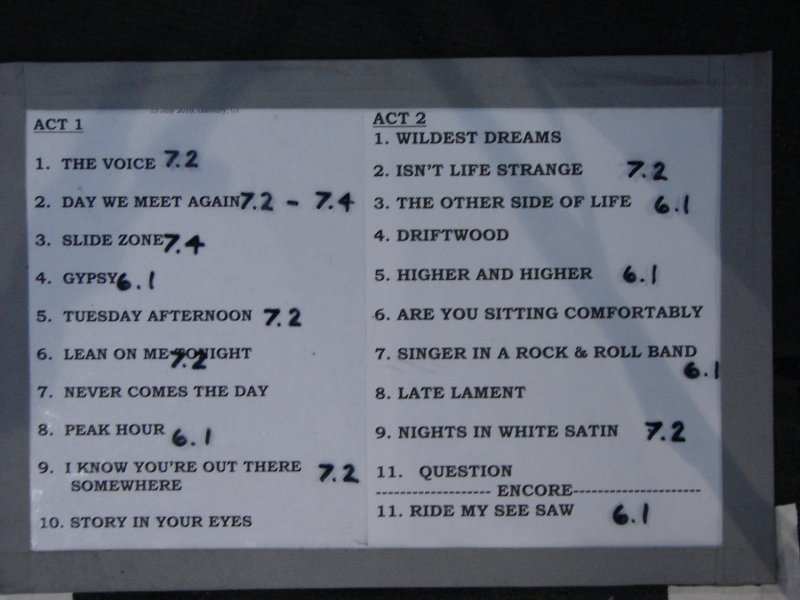 July 2010, Danbury, CT
ACT 1
1. THE VOICE 7.2
2. DAY WE MEET AGAIN 7.2 - 7.4
3. SLIDE ZONE 7.4
4. GYPSY 6.1
5. TUESDAY AFTERNOON 7.2
6. LEAN ON ME TONIGHT 7.2
7. NEVER COMES THE DAY
8. PEAK HOUR 6.1
9. I KNOW YOU'RE OUT THERE 7.2
SOMEWHERE
10. STORY IN YOUR EYES
ACT 2
1. WILDEST DREAMS
2. ISN'T LIFE STRANGE 7.2
3. THE OTHER SIDE OF LIFE 6.1
4. DRIFTWOOD
5. HIGHER AND HIGHER 6.1
6. ARE YOU SITTING COMFORTABLY
7. SINGER IN A ROCK & ROLL BAND
6.1
8. LATE LAMENT
9. NIGHTS IN WHITE SATIN 7.2
11. QUESTION
------------------- ENCORE---------------------
11. RIDE MY SEE SAW 6.1